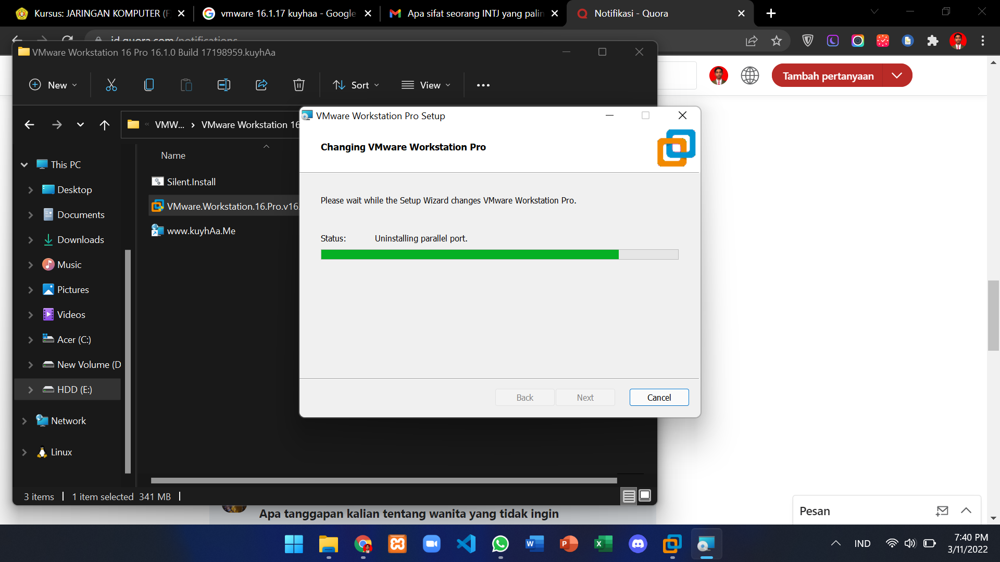 Kursus: JARINGAN KOMPUTER (F
vmware 16.1.17 kuyhaa - Google
Apa sifat seorang INTJ yang palin
Notifikasi - Quora
id.quora.com/notifications
VMware Workstation 16 Pro 16.1.0 Build 17198959.kuyhAa
Tambah pertanyaan
New
Sort
View
VMW...
VMware Workstation 16
VMware Workstation Pro Setup
Changing VMware Workstation Pro
Please wait while the Setup Wizard changes VMware Workstation Pro.
Status:
Uninstalling parallel port.
Back
Next
Cancel
Name
Silent.Install
VMware.Workstation.16.Pro.v16.
www.kuyhAa.Me
This PC
Desktop
Documents
Downloads
Music
Pictures
Videos
Acer (C:)
New Volume (D
HDD (E:)
Network
Linux
3 items
1 item selected 341 MB
Apa tanggapan kalian tentang wanita yang tidak ingin
Pesan
IND
7:40 PM
3/11/2022